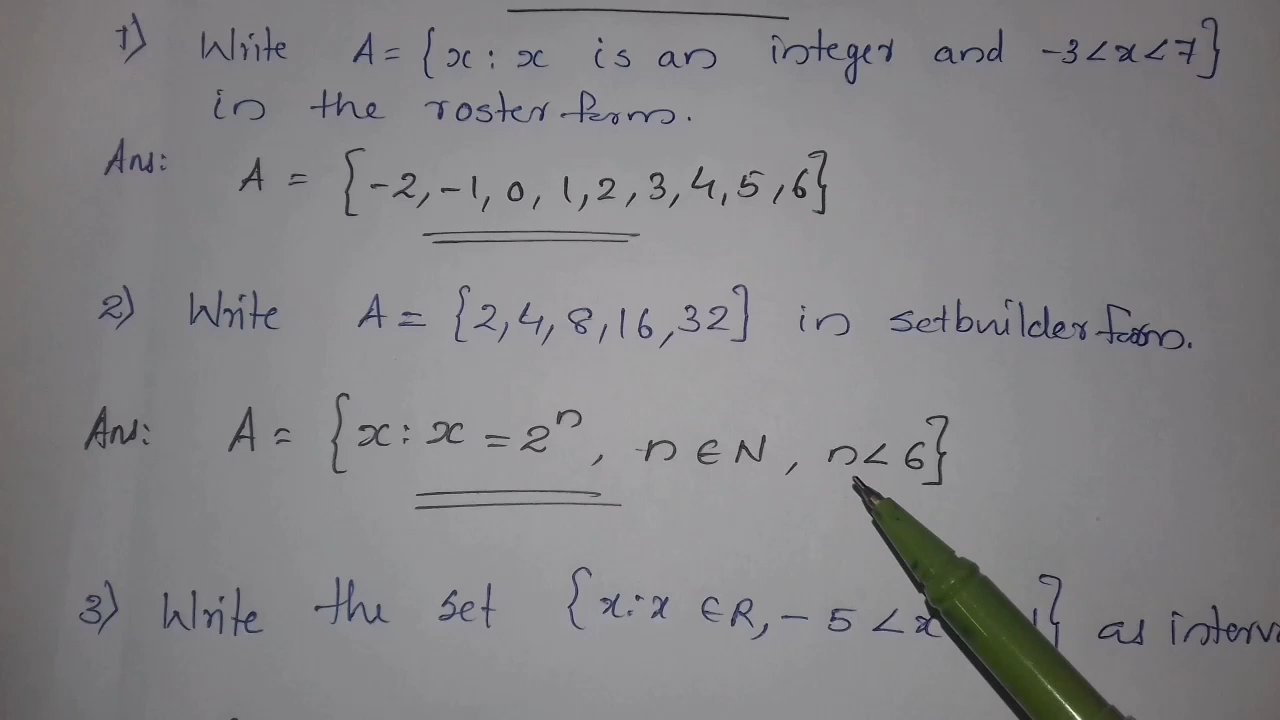 1) Write A = {x : x is an integer and -3<x<7}
in the roster form.
Ans: A = {-2, -1, 0, 1, 2, 3, 4, 5, 6}
2) Write A = {2, 4, 8, 16, 32} in setbuilder form.
Ans: A = {x : x = 2ⁿ, n ∈ N, n < 6}
3) Write the set {x : x ∈ R, -5 < x } as